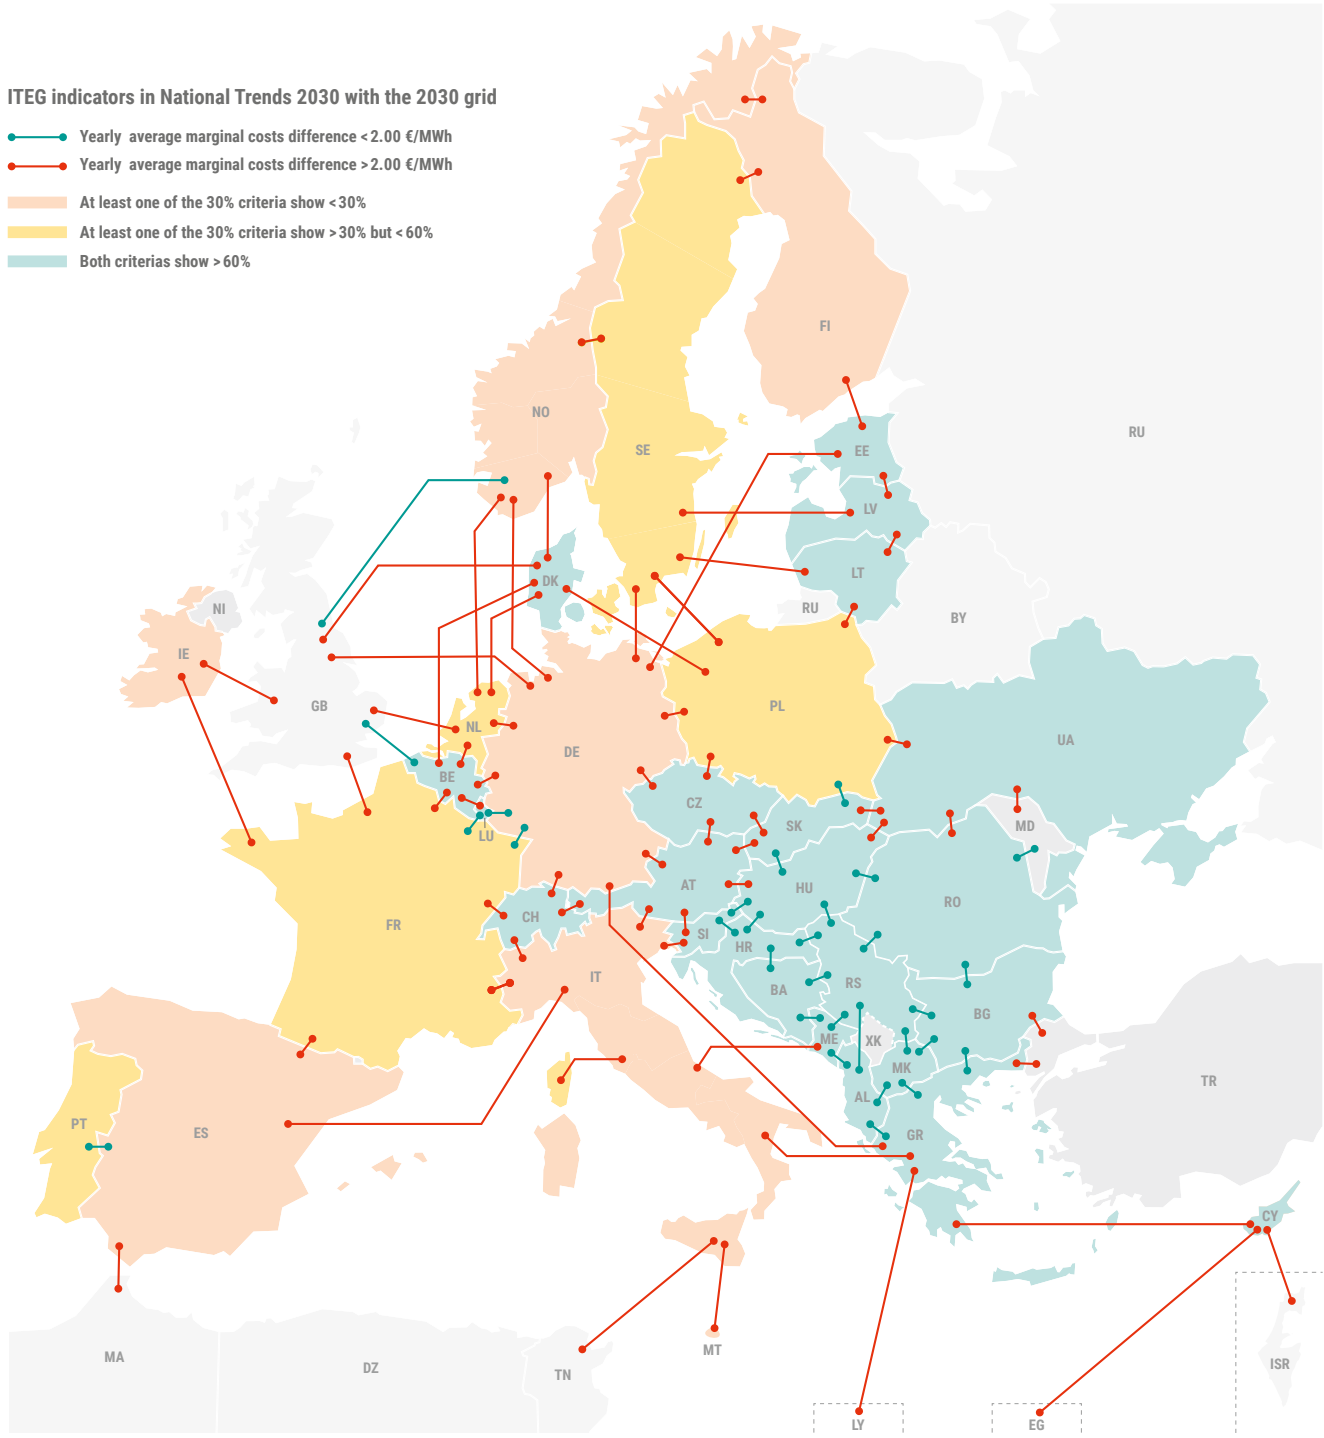 ITEG indicators in National Trends 2030 with the 2030 grid
Yearly average marginal costs difference < 2.00 €/MWh
Yearly average marginal costs difference > 2.00 €/MWh
At least one of the 30% criteria show < 30%
At least one of the 30% criteria show > 30% but < 60%
Both criterias show > 60%
FI
NO
RU
SE
EE
LV
LT
DK
RU
NI
BY
IE
GB
PL
NL
DE
UA
BE
CZ
SK
MD
LU
AT
HU
RO
CH
FR
SI
HR
IT
RS
BA
BG
ME
XK
MK
TR
AL
PT
ES
GR
CY
MT
MA
DZ
TN
ISR
LY
EG